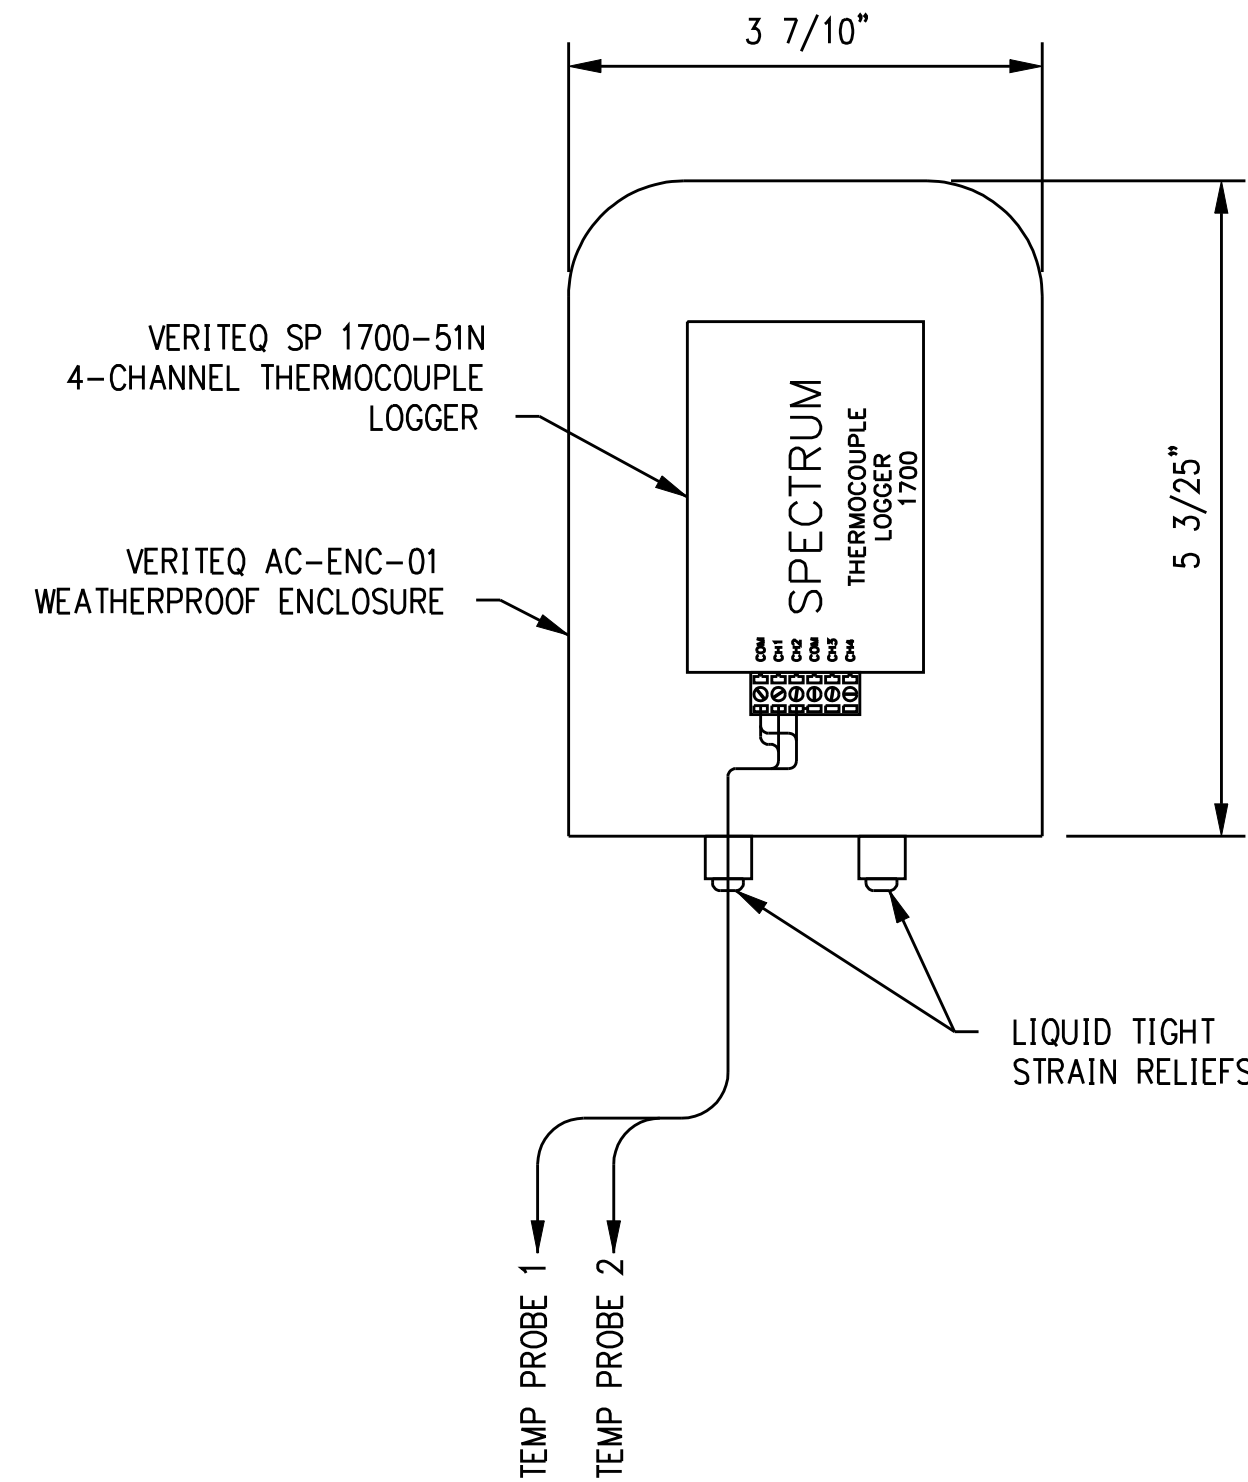 3 7/10"
VERITEQ SP 1700-51N
4-CHANNEL THERMOCOUPLE
LOGGER
SPECTRUM
THERMOCOUPLE
LOGGER
1700
5 3/25"
VERITEQ AC-ENC-01
WEATHERPROOF ENCLOSURE
COM
CH1
CH2
COM
CH3
CH4
LIQUID TIGHT
STRAIN RELIEFS
TEMP PROBE 1
TEMP PROBE 2